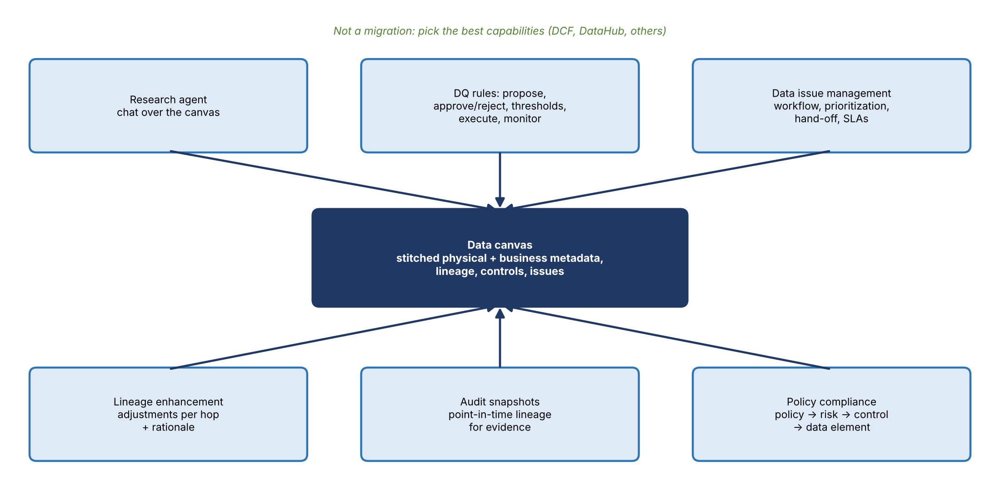 Not a migration: pick the best capabilities (DCF, DataHub, others)
Research agent
chat over the canvas
DQ rules: propose,
approve/reject, thresholds,
execute, monitor
Data issue management
workflow, prioritization,
hand-off, SLAs
Data canvas
stitched physical + business metadata,
lineage, controls, issues
Lineage enhancement
adjustments per hop
+ rationale
Audit snapshots
point-in-time lineage
for evidence
Policy compliance
policy → risk → control
→ data element